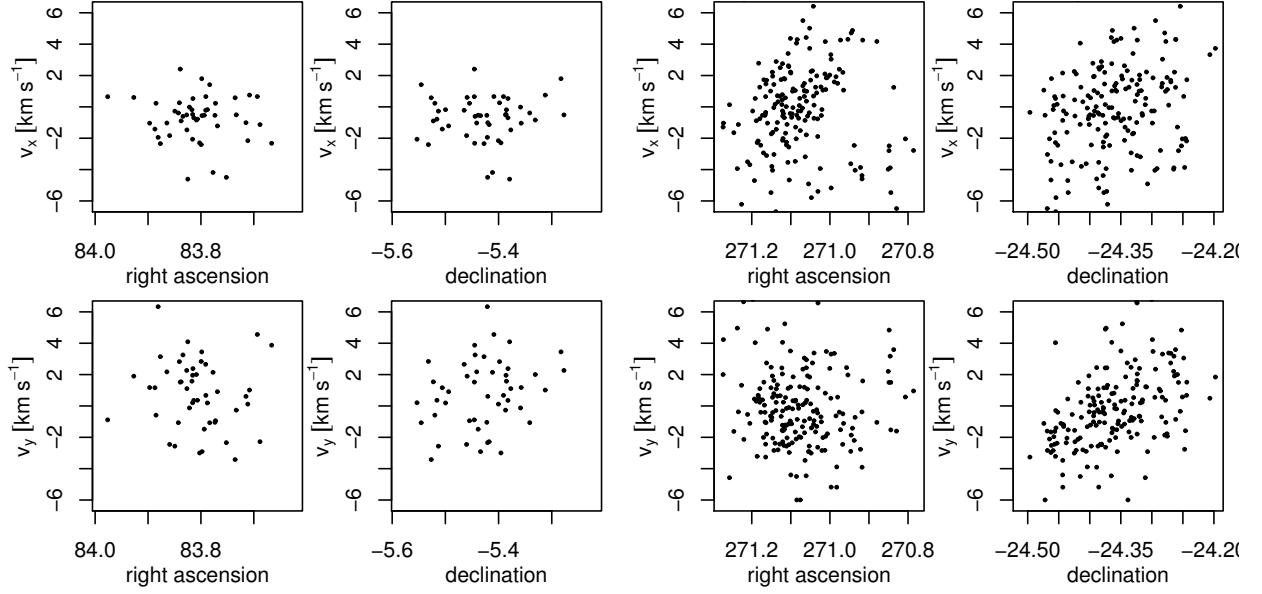 6 4 2 −2 −6
v_x [km s⁻¹]
84.0 83.8
right ascension
v_x [km s⁻¹]
−5.6 −5.4
declination
6 4 2 −2 −6
v_x [km s⁻¹]
271.2 271.0 270.8
right ascension
6 4 2 −2 −6
v_x [km s⁻¹]
−24.50 −24.35 −24.20
declination
6 4 2 −2 −6
v_y [km s⁻¹]
84.0 83.8
right ascension
6 4 2 −2 −6
v_y [km s⁻¹]
−5.6 −5.4
declination
6 4 2 −2 −6
v_y [km s⁻¹]
271.2 271.0 270.8
right ascension
6 4 2 −2 −6
v_y [km s⁻¹]
−24.50 −24.35 −24.20
declination